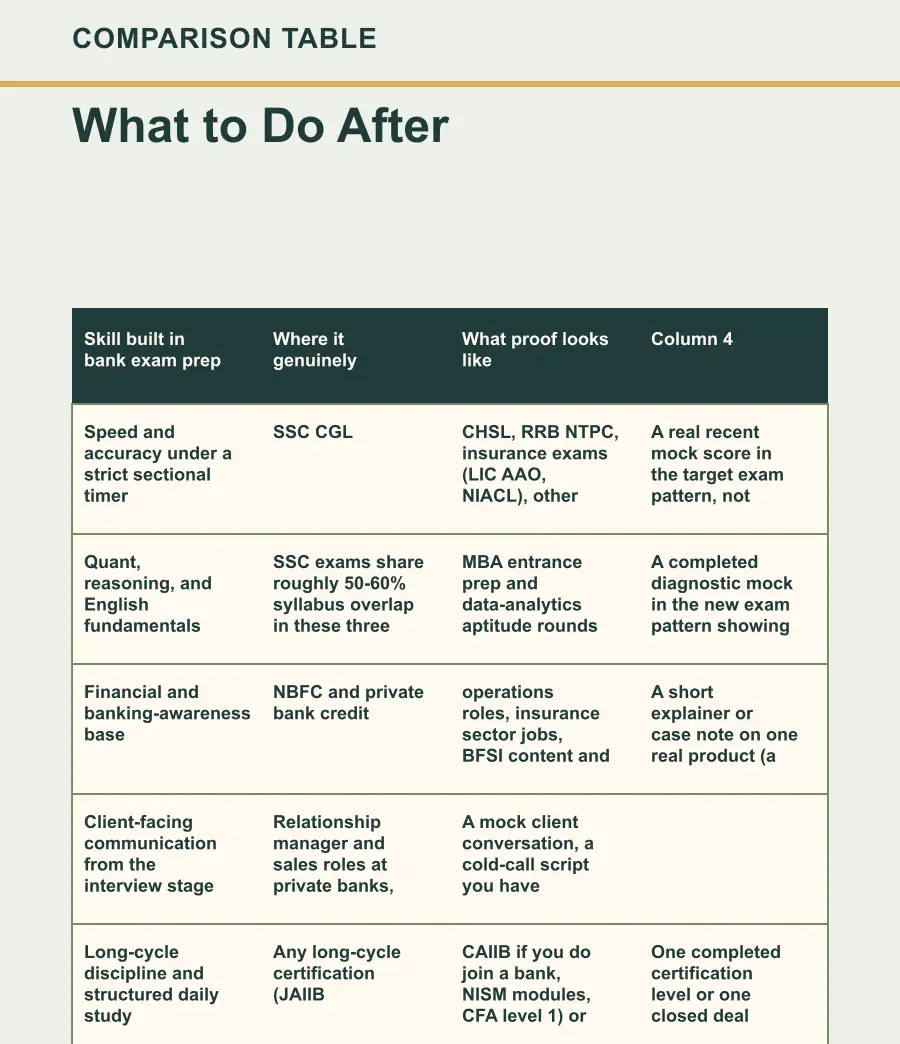 COMPARISON TABLE
What to Do After
Skill built in
bank exam prep
Where it
genuinely
What proof looks
like
Column 4
Speed and
accuracy under a
strict sectional
timer
SSC CGL
CHSL, RRB NTPC,
insurance exams
(LIC AAO,
NIACL), other
A real recent
mock score in
the target exam
pattern, not
Quant,
reasoning, and
English
fundamentals
SSC exams share
roughly 50-60%
syllabus overlap
in these three
MBA entrance
prep and
data-analytics
aptitude rounds
A completed
diagnostic mock
in the new exam
pattern showing
Financial and
banking-awareness
base
NBFC and private
bank credit
operations
roles, insurance
sector jobs,
BFSI content and
A short
explainer or
case note on one
real product (a
Client-facing
communication
from the
interview stage
Relationship
manager and
sales roles at
private banks,
A mock client
conversation, a
cold-call script
you have
Long-cycle
discipline and
structured daily
study
Any long-cycle
certification
(JAIIB
CAIIB if you do
join a bank,
NISM modules,
CFA level 1) or
One completed
certification
level or one
closed deal